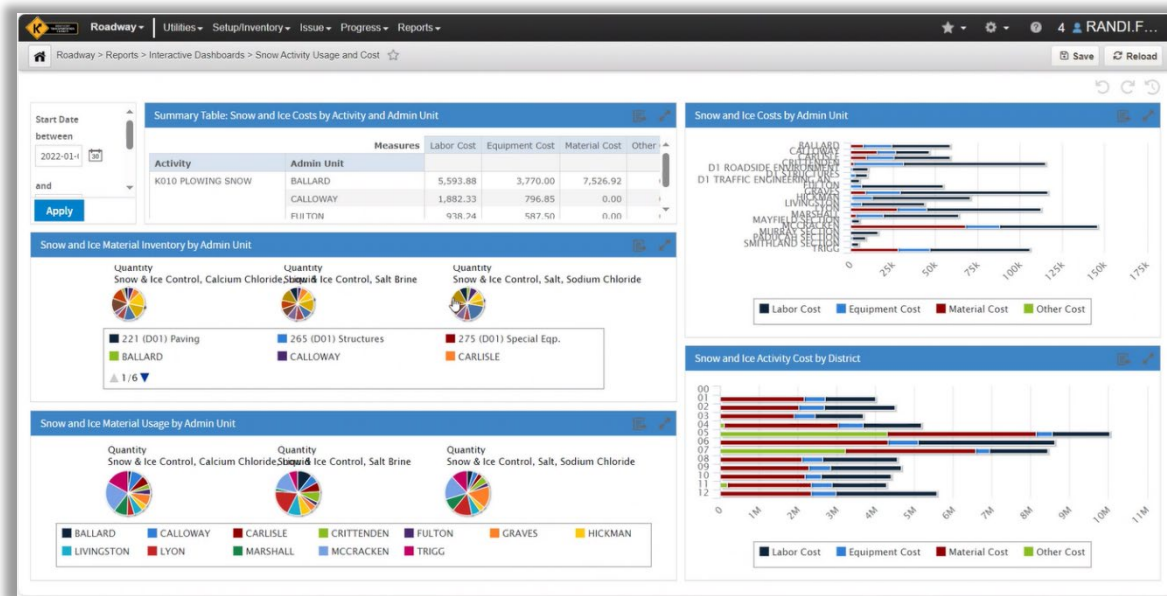 Roadway
Utilities Setup/Inventory Issue Progress Reports
4 RANDI.F...
Roadway > Reports > Interactive Dashboards > Snow Activity Usage and Cost
Save Reload
Start Date
between
2022-01-
30
and
Apply
Summary Table: Snow and Ice Costs by Activity and Admin Unit
Measures Labor Cost Equipment Cost Material Cost Other
Activity Admin Unit
K010 PLOWING SNOW BALLARD 5,593.88 3,770.00 7,526.92
CALLOWAY 1,882.33 796.85 0.00
FULTON 938.24 587.50 0.00
Snow and Ice Material Inventory by Admin Unit
Quantity Quantity Quantity
Snow & Ice Control, Calcium Chloride, Snow & Ice Control, Salt Brine Snow & Ice Control, Salt, Sodium Chloride
221 (D01) Paving 265 (D01) Structures 275 (D01) Special Eqp.
BALLARD CALLOWAY CARLISLE
1/6
Snow and Ice Material Usage by Admin Unit
Quantity Quantity Quantity
Snow & Ice Control, Calcium Chloride, Snow & Ice Control, Salt Brine Snow & Ice Control, Salt, Sodium Chloride
BALLARD CALLOWAY CARLISLE CRITTENDEN FULTON GRAVES HICKMAN
LIVINGSTON LYON MARSHALL MCCRACKEN TRIGG
Snow and Ice Costs by Admin Unit
BALLARD
CALLOWAY
CARLISLE
CRITTENDEN
D1 ROADSIDE ENVIRONMENT
D1 STRUCTURES
D1 TRAFFIC ENGINEERING AN...
FULTON
GRAVES
HICKMAN
LIVINGSTON
LYON
MARSHALL
MAYFIELD SECTION
MCCRACKEN
MURRAY SECTION
PADUCAH SECTION
SMITHLAND SECTION
TRIGG
0 25k 50k 75k 100k 125k 150k 175k
Labor Cost Equipment Cost Material Cost Other Cost
Snow and Ice Activity Cost by District
00
01
02
03
04
05
06
07
08
09
10
11
12
0 1M 2M 3M 4M 5M 6M 7M 8M 9M 10M 11M
Labor Cost Equipment Cost Material Cost Other Cost